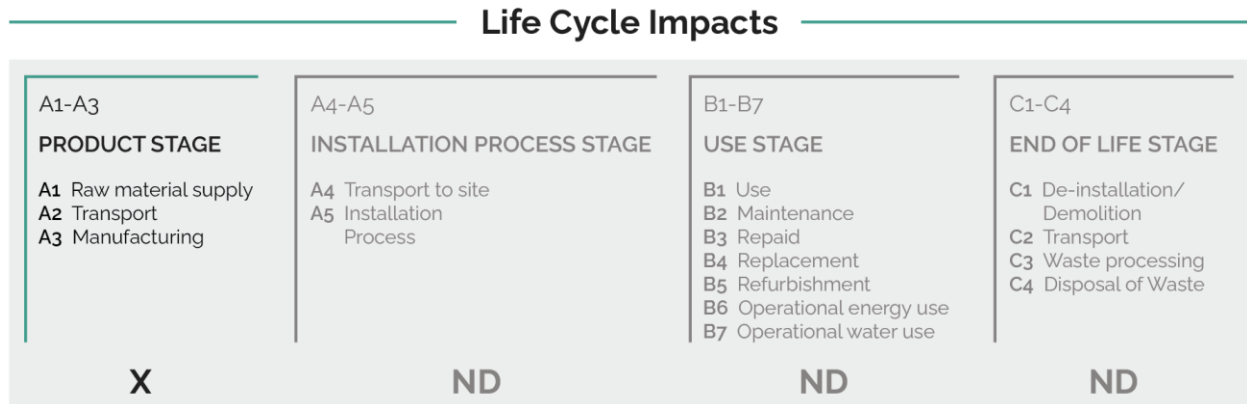 Life Cycle Impacts
A1-A3
PRODUCT STAGE
A1 Raw material supply
A2 Transport
A3 Manufacturing
X
A4-A5
INSTALLATION PROCESS STAGE
A4 Transport to site
A5 Installation
Process
ND
B1-B7
USE STAGE
B1 Use
B2 Maintenance
B3 Repaid
B4 Replacement
B5 Refurbishment
B6 Operational energy use
B7 Operational water use
ND
C1-C4
END OF LIFE STAGE
C1 De-installation/
Demolition
C2 Transport
C3 Waste processing
C4 Disposal of Waste
ND